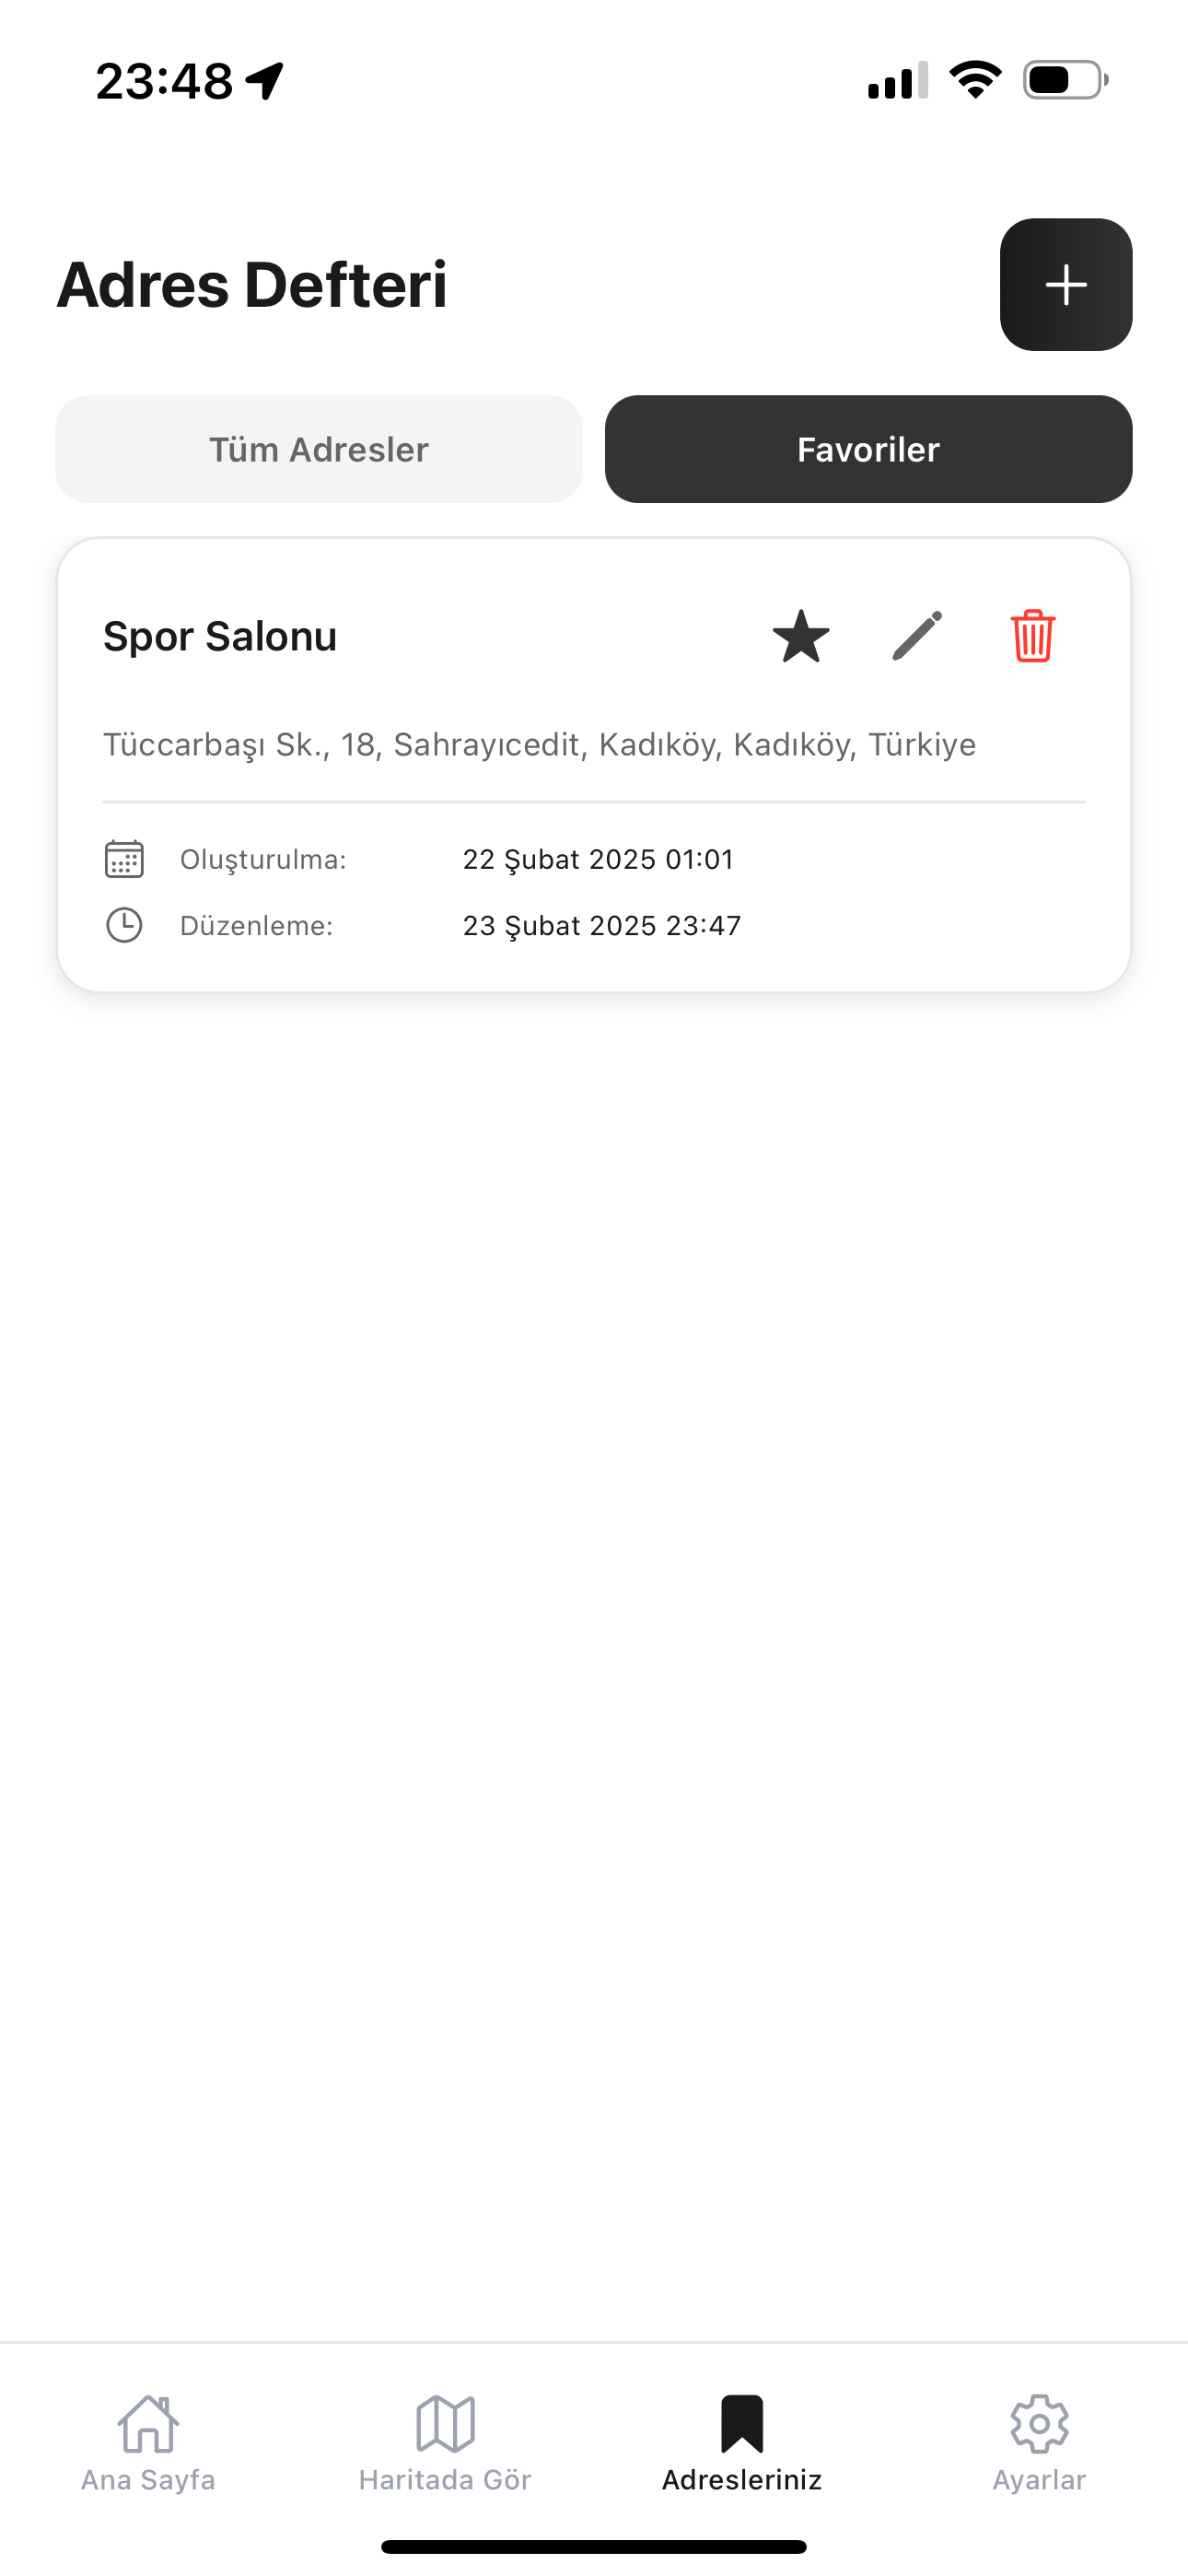 23:48
Adres Defteri
Tüm Adresler
Favoriler
Spor Salonu
Tüccarbaşı Sk., 18, Sahrayıcedit, Kadıköy, Kadıköy, Türkiye
Oluşturulma: 22 Şubat 2025 01:01
Düzenleme: 23 Şubat 2025 23:47
Ana Sayfa
Haritada Gör
Adresleriniz
Ayarlar